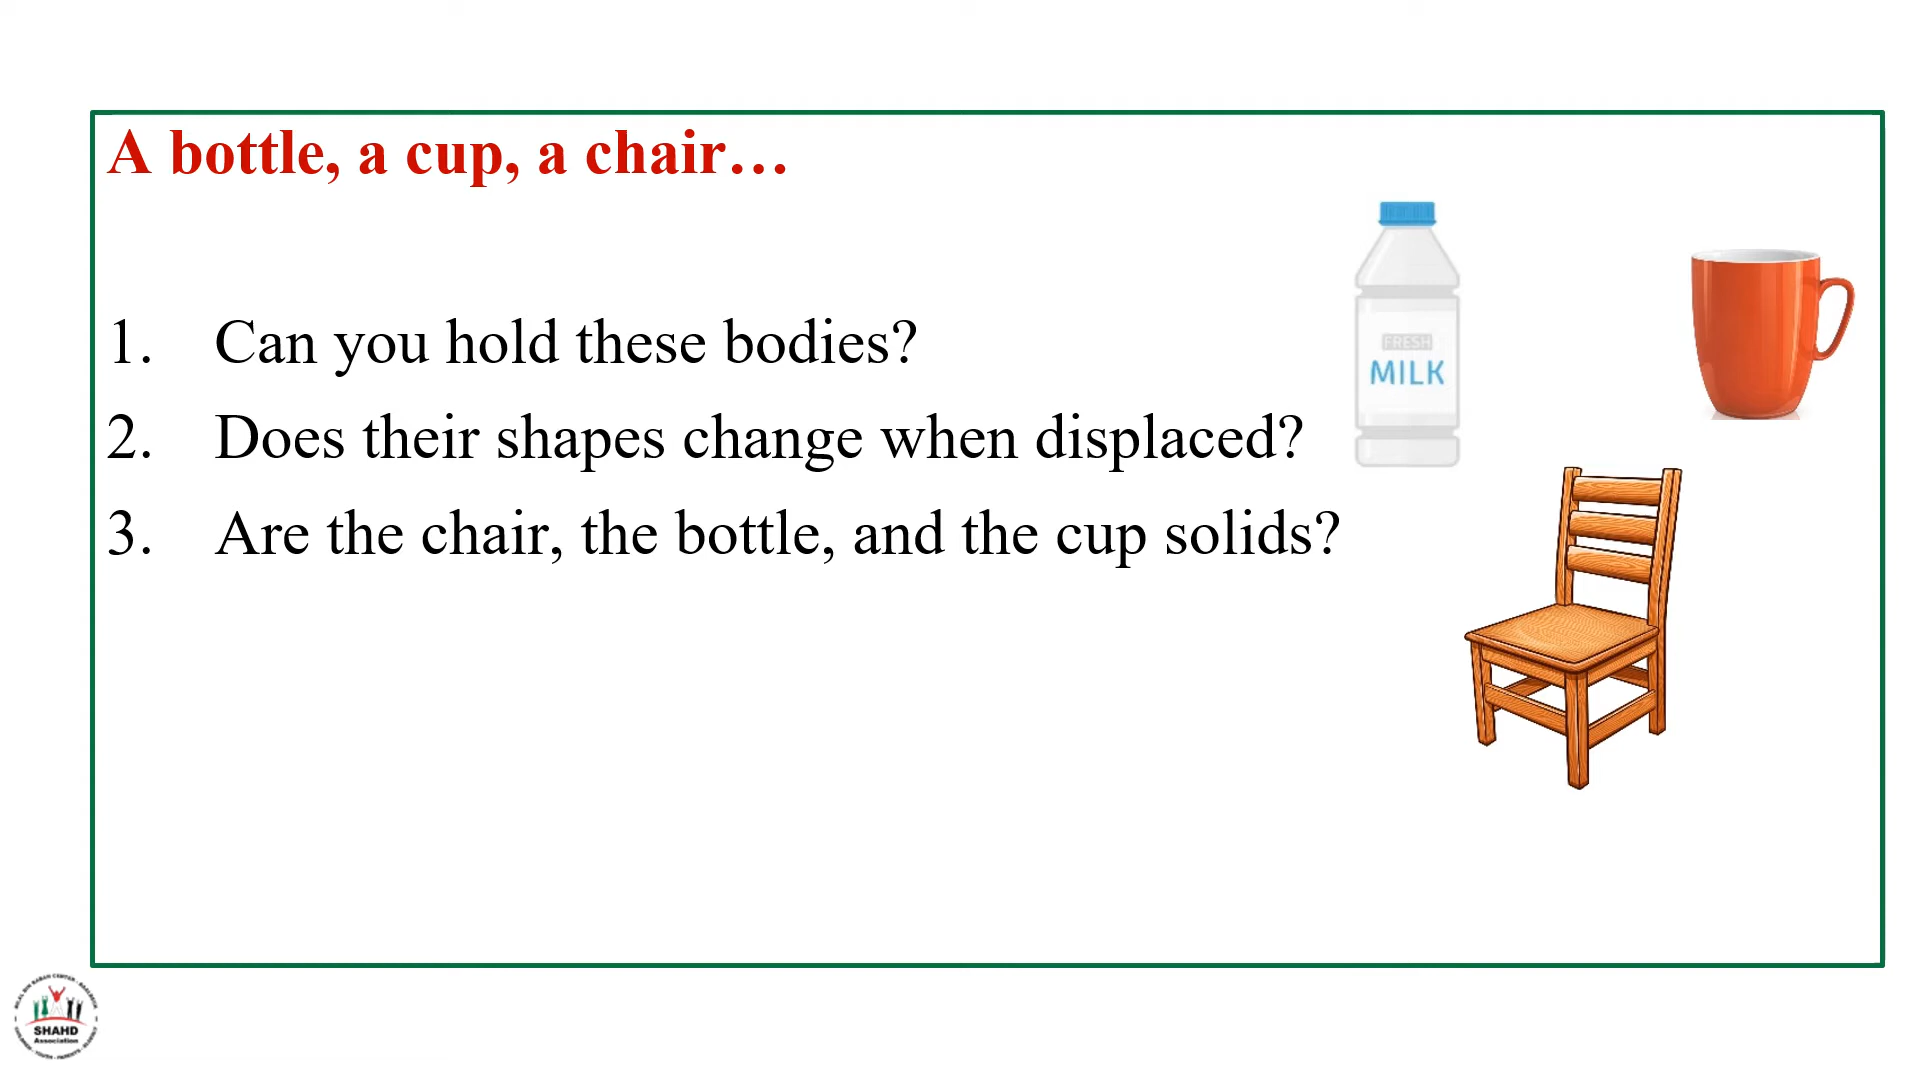 A bottle, a cup, a chair…
1. Can you hold these bodies?
2. Does their shapes change when displaced?
3. Are the chair, the bottle, and the cup solids?
FRESH
MILK
SHAHD
Association